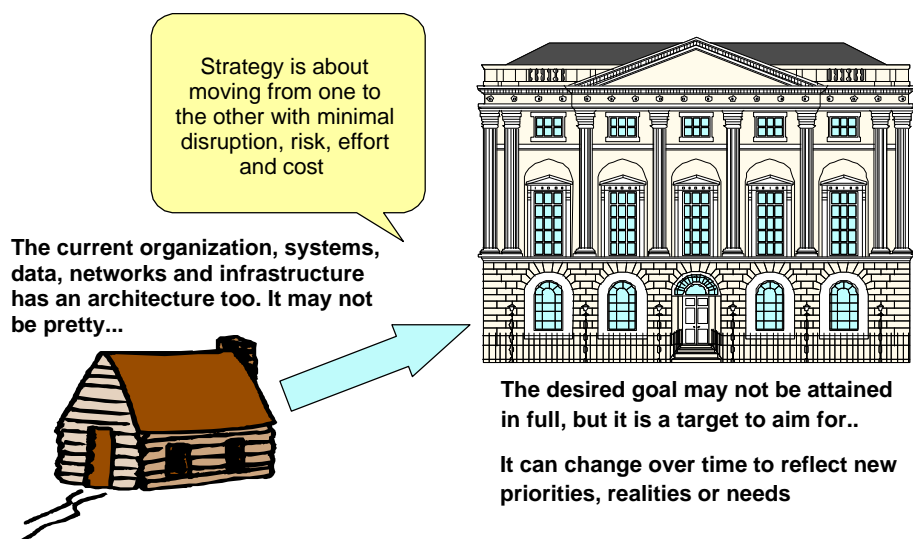 Strategy is about
moving from one to
the other with minimal
disruption, risk, effort
and cost
The current organization, systems,
data, networks and infrastructure
has an architecture too. It may not
be pretty...
The desired goal may not be attained
in full, but it is a target to aim for..
It can change over time to reflect new
priorities, realities or needs